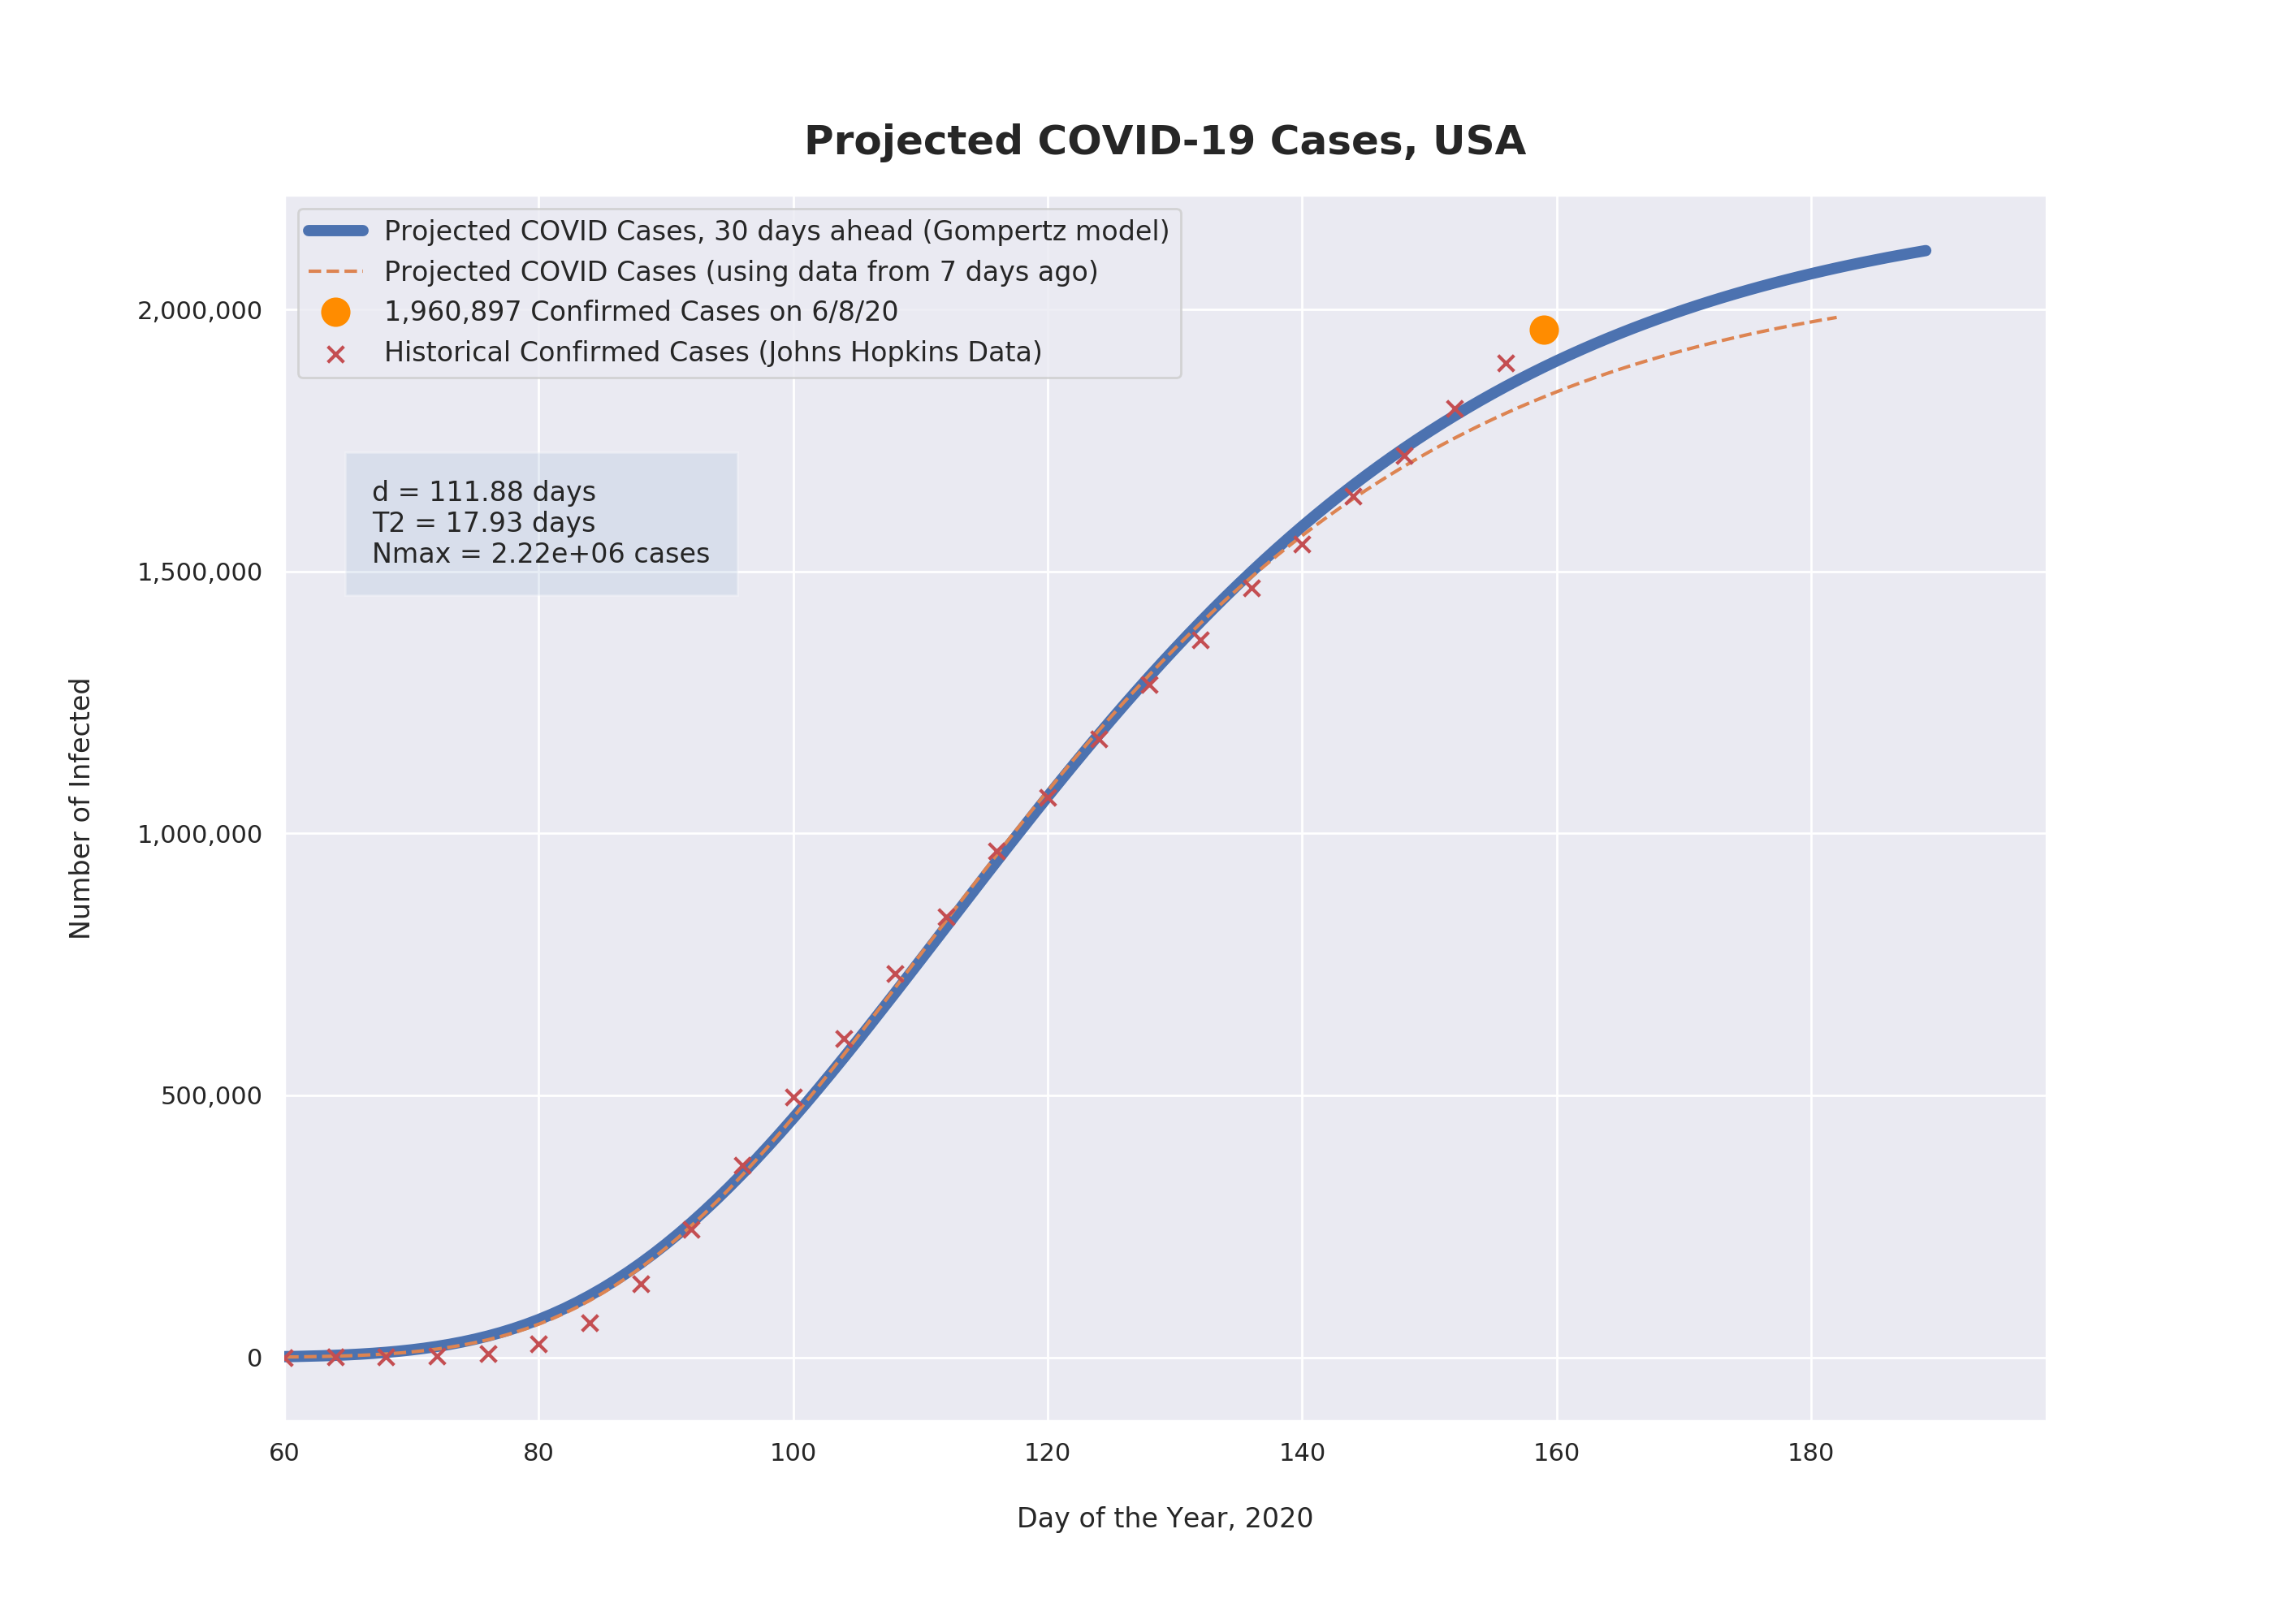 Projected COVID-19 Cases, USA
Projected COVID Cases, 30 days ahead (Gompertz model)
Projected COVID Cases (using data from 7 days ago)
1,960,897 Confirmed Cases on 6/8/20
Historical Confirmed Cases (Johns Hopkins Data)
d = 111.88 days
T2 = 17.93 days
Nmax = 2.22e+06 cases
Number of Infected
2,000,000
1,500,000
1,000,000
500,000
0
60 80 100 120 140 160 180
Day of the Year, 2020